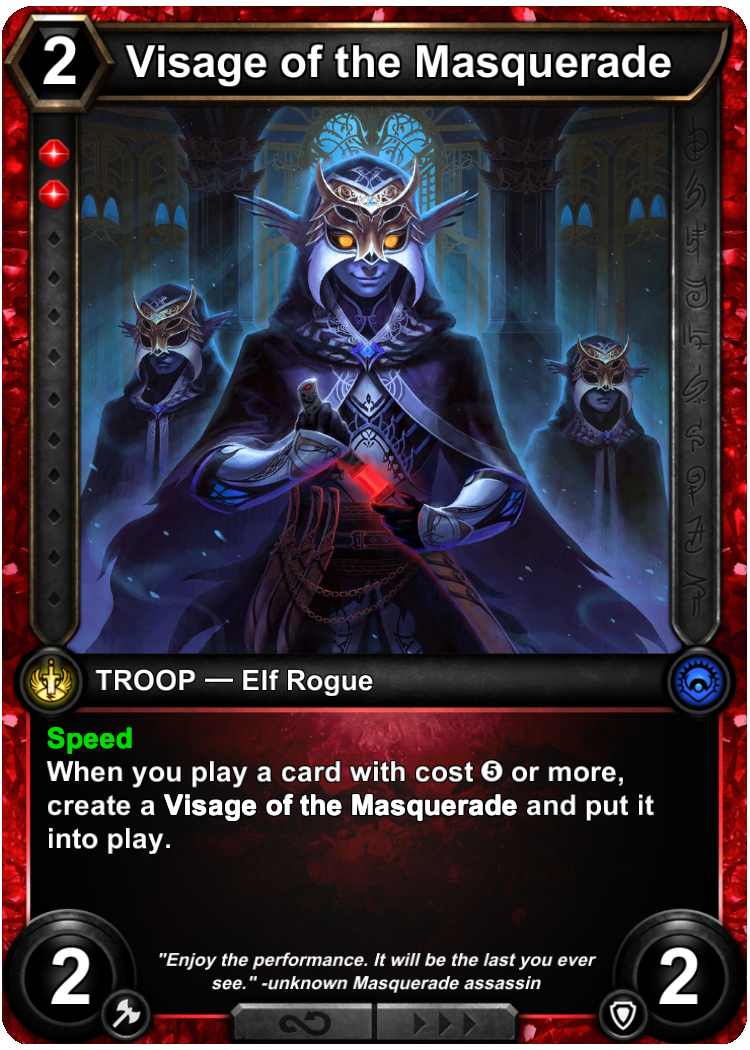 2
Visage of the Masquerade
TROOP — Elf Rogue
Speed
When you play a card with cost ❺ or more,
create a Visage of the Masquerade and put it
into play.
"Enjoy the performance. It will be the last you ever
see." -unknown Masquerade assassin
2
2